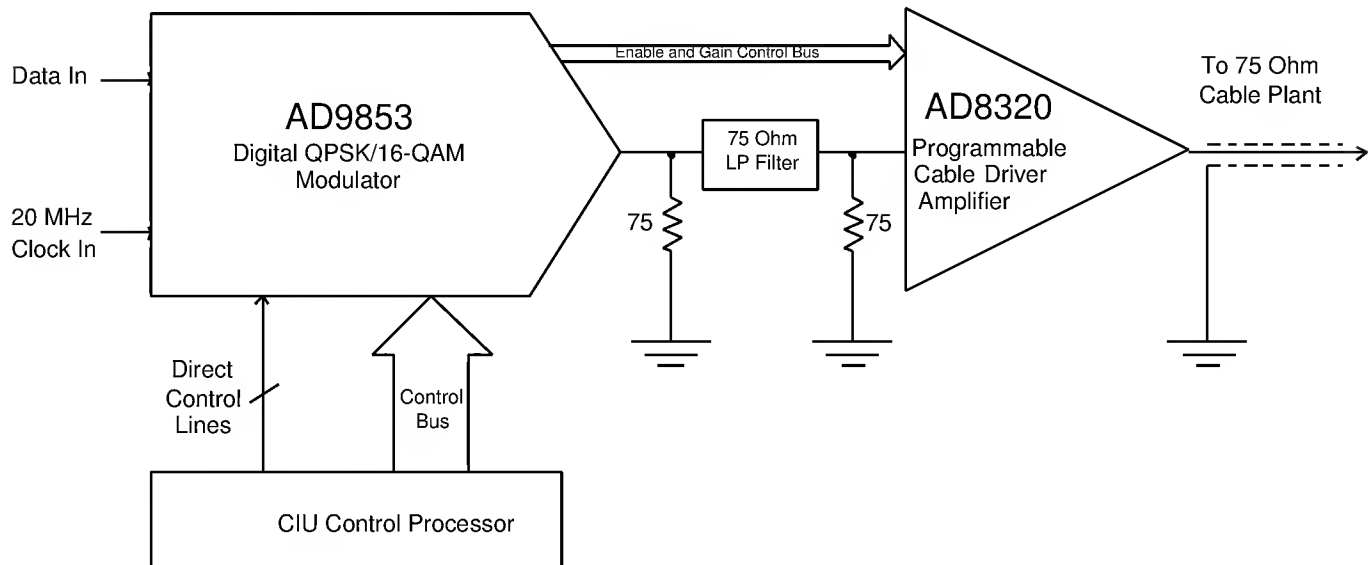 Data In
20 MHz
Clock In
AD9853
Digital QPSK/16-QAM
Modulator
Enable and Gain Control Bus
75 Ohm
LP Filter
75
75
AD8320
Programmable
Cable Driver
Amplifier
To 75 Ohm
Cable Plant
Direct
Control
Lines
Control
Bus
CIU Control Processor